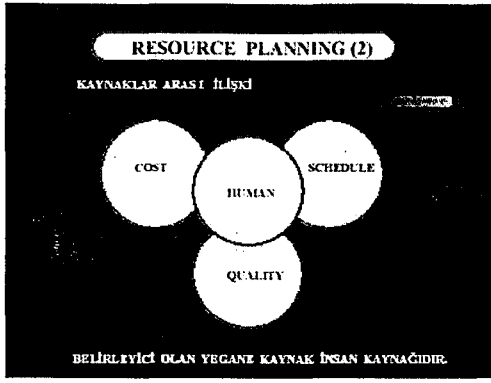 RESOURCE PLANNING (2)
KAYNAKLAR ARASI İLİŞKİ
COST
SCHEDULE
HUMAN
QUALITY
BELİRLEYİCİ OLAN YEGANE KAYNAK İNSAN KAYNAĞIDIR.